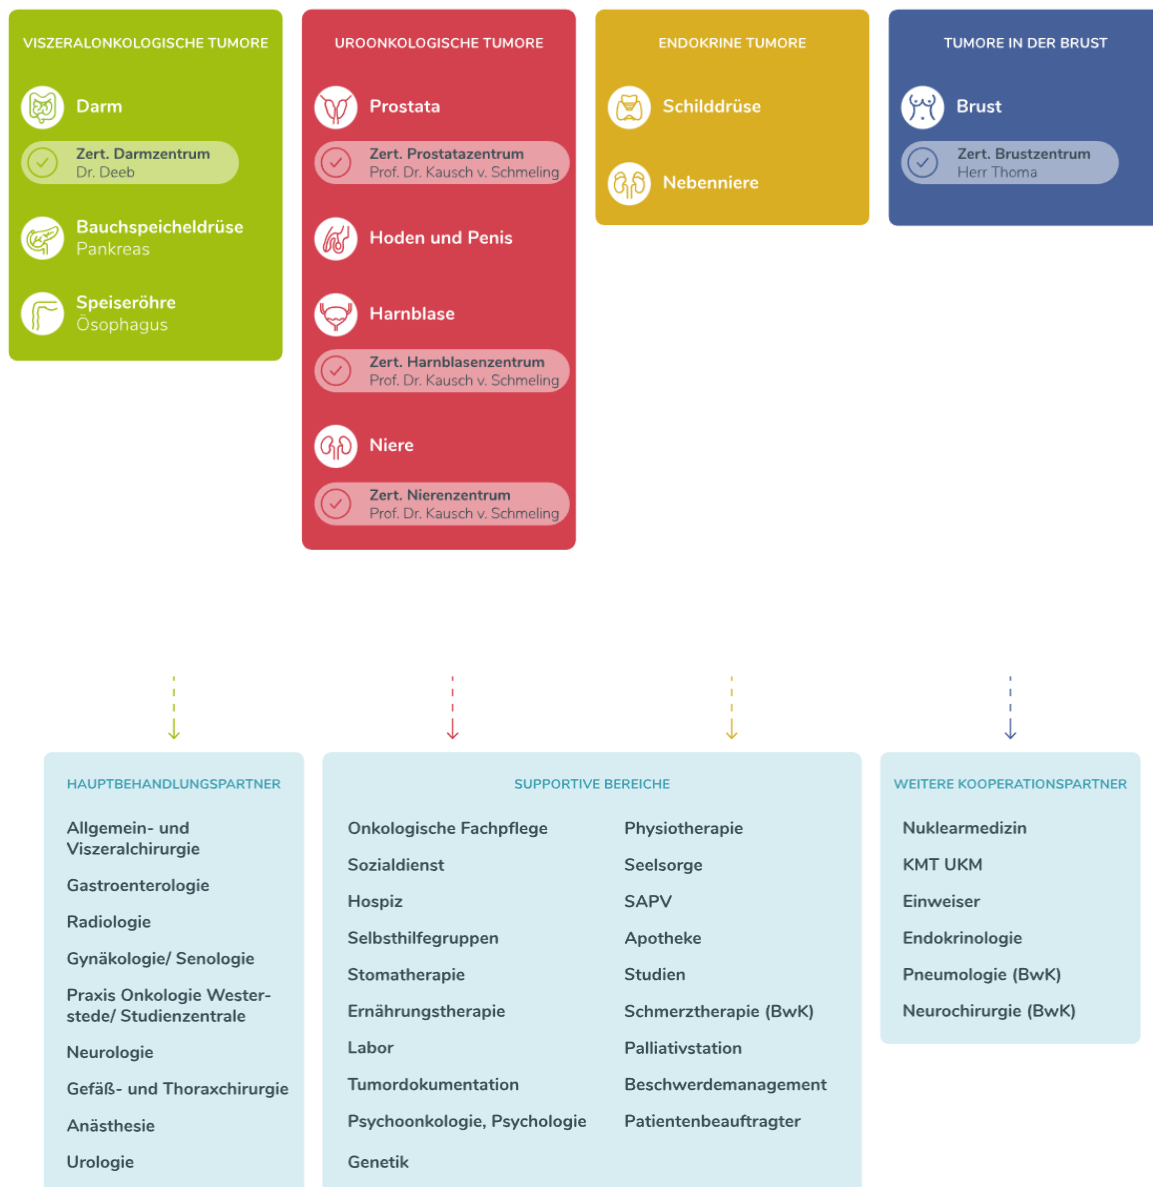 VISZERALONKOLOGISCHE TUMORE
Darm
Zert. Darmzentrum
Dr. Deeb
Bauchspeicheldrüse
Pankreas
Speiseröhre
Ösophagus
UROONKOLOGISCHE TUMORE
Prostata
Zert. Prostatazentrum
Prof. Dr. Kausch v. Schmeling
Hoden und Penis
Harnblase
Zert. Harnblasenzentrum
Prof. Dr. Kausch v. Schmeling
Niere
Zert. Nierenzentrum
Prof. Dr. Kausch v. Schmeling
ENDOKRINE TUMORE
Schilddrüse
Nebenniere
TUMORE IN DER BRUST
Brust
Zert. Brustzentrum
Herr Thoma
HAUPTBEHANDLUNGSPARTNER
Allgemein- und
Viszeralchirurgie
Gastroenterologie
Radiologie
Gynäkologie/ Senologie
Praxis Onkologie Wester-
stede/ Studienzentrale
Neurologie
Gefäß- und Thoraxchirurgie
Anästhesie
Urologie
SUPPORTIVE BEREICHE
Onkologische Fachpflege
Sozialdienst
Hospiz
Selbsthilfegruppen
Stomatherapie
Ernährungstherapie
Labor
Tumordokumentation
Psychoonkologie, Psychologie
Genetik
Physiotherapie
Seelsorge
SAPV
Apotheke
Studien
Schmerztherapie (BwK)
Palliativstation
Beschwerdemanagement
Patientenbeauftragter
WEITERE KOOPERATIONSPARTNER
Nuklearmedizin
KMT UKM
Einweiser
Endokrinologie
Pneumologie (BwK)
Neurochirurgie (BwK)